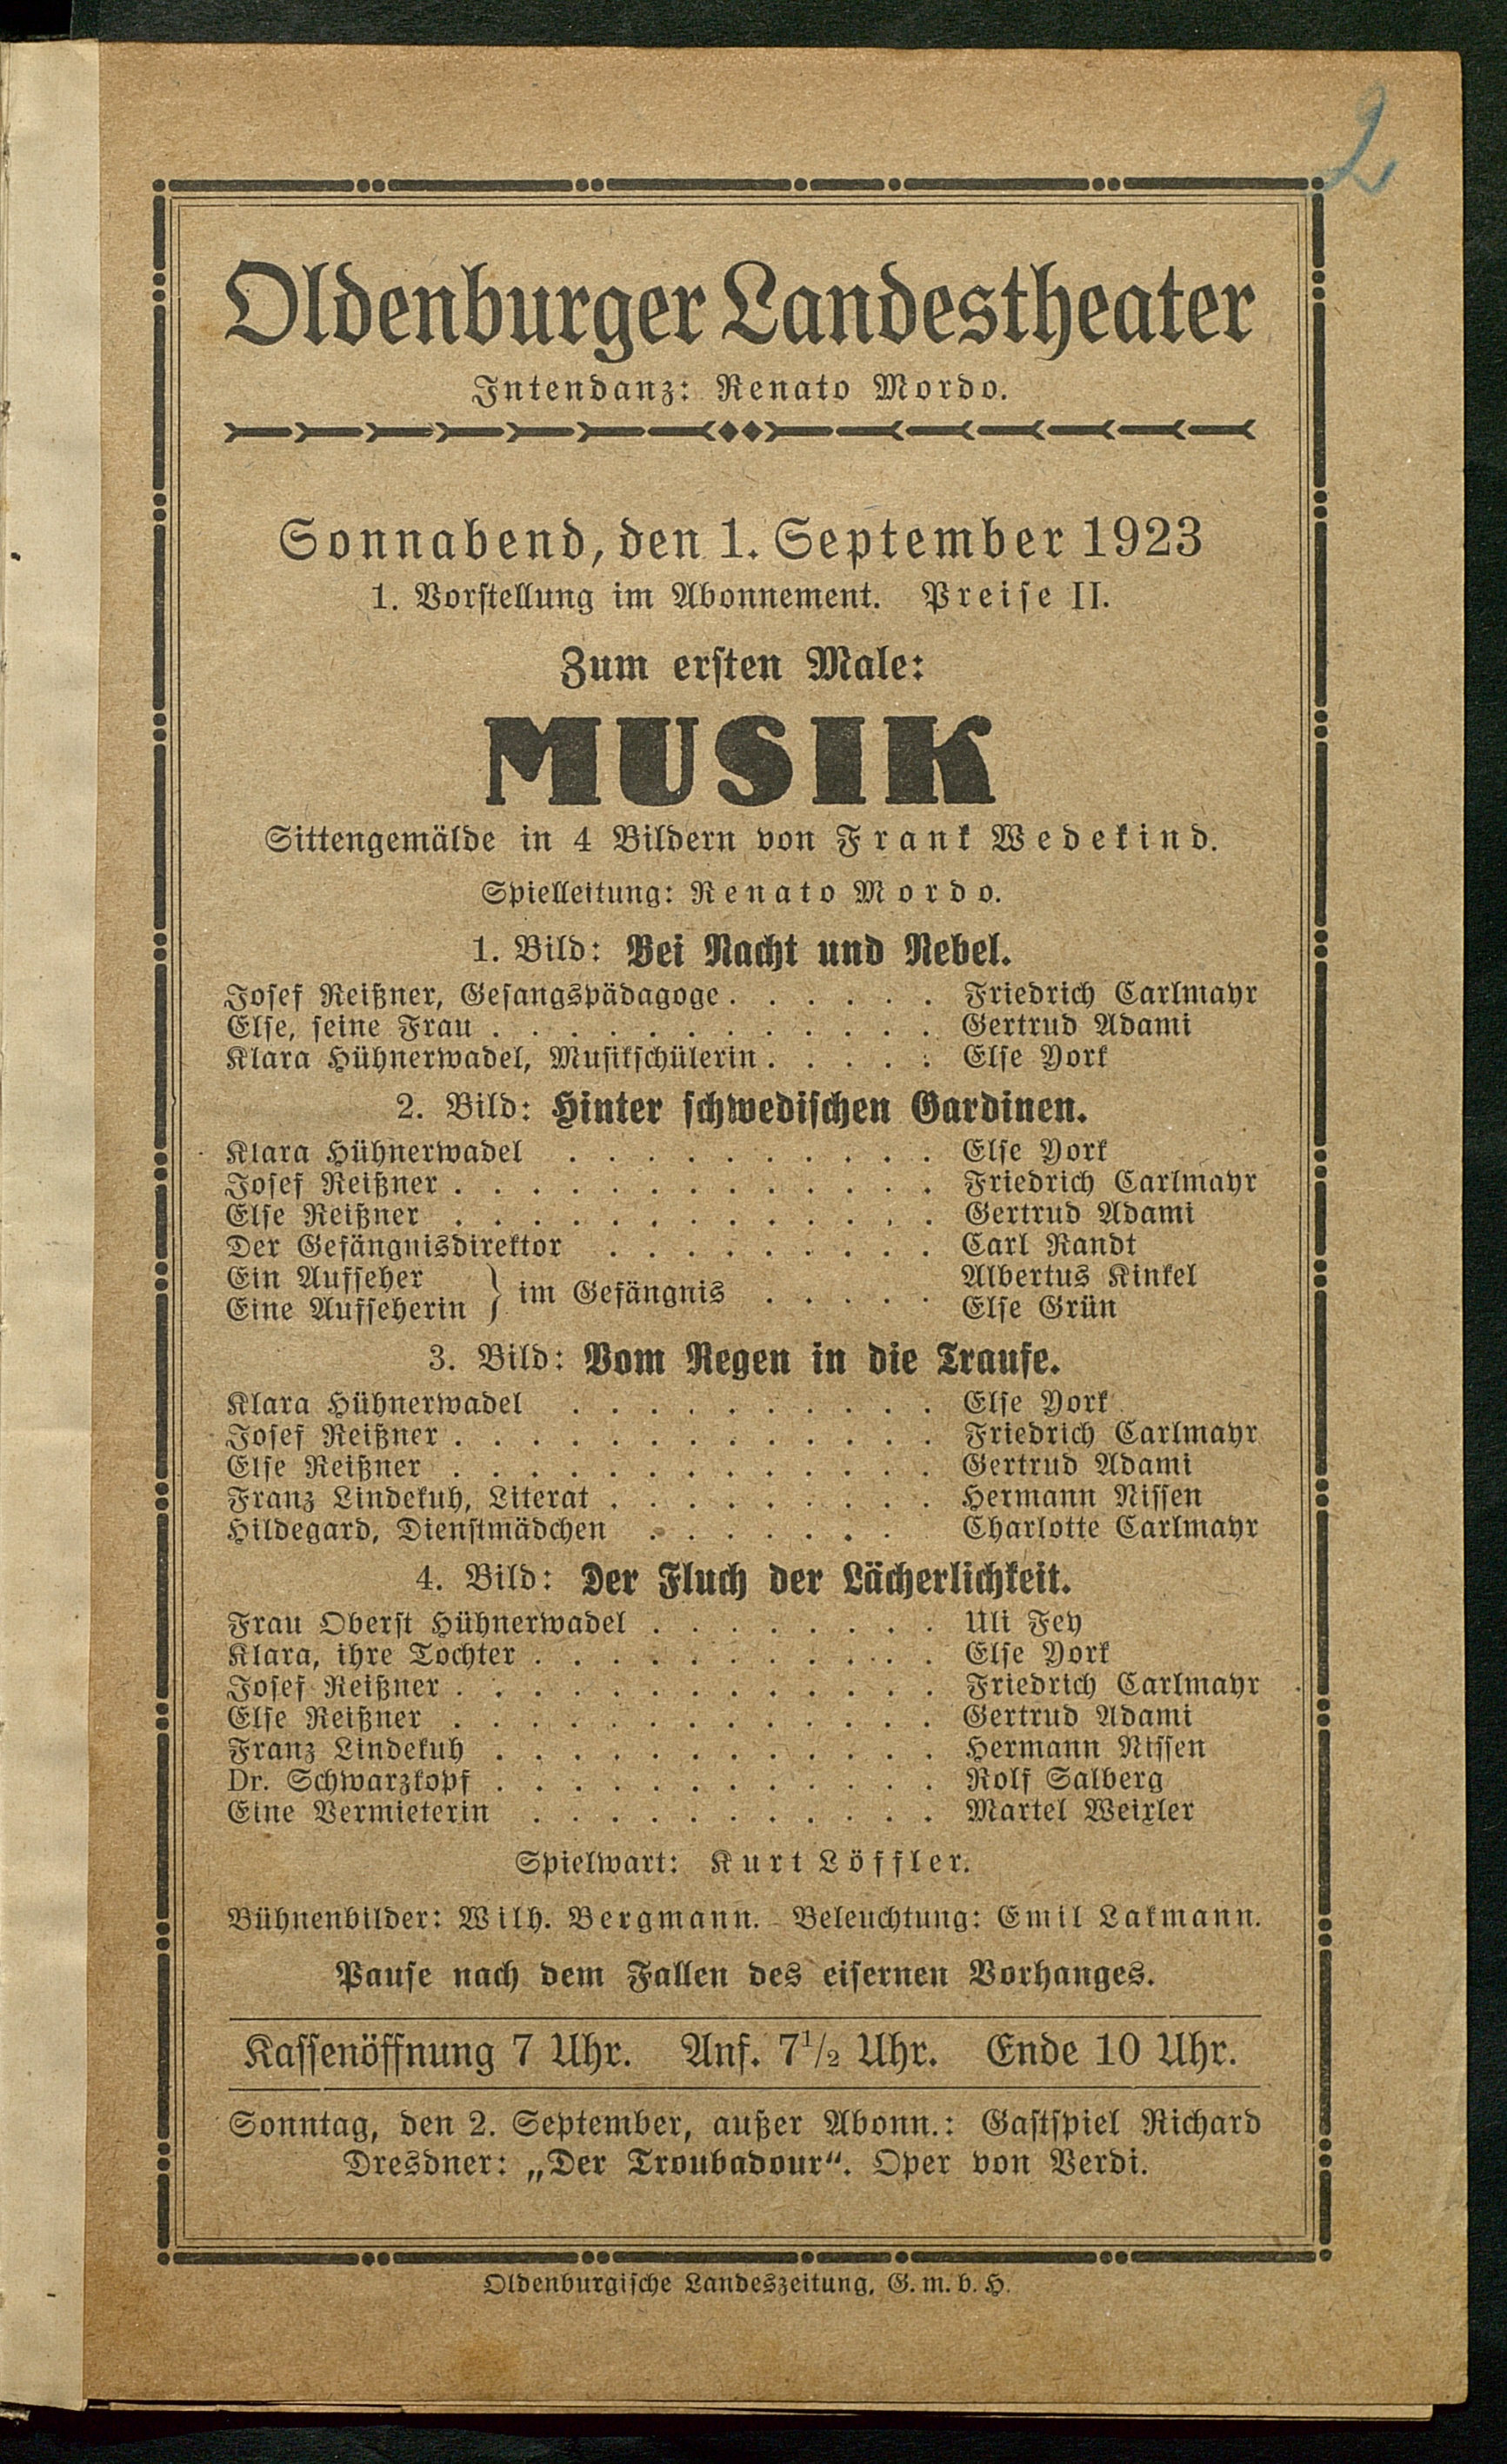 2
Oldenburger Landestheater
Intendanz: Renato Mordo.
Sonnabend, den 1. September 1923
1. Vorstellung im Abonnement. Preise II.
Zum ersten Male:
MUSIK
Sittengemälde in 4 Bildern von Frank Wedekind.
Spielleitung: Renato Mordo.
1. Bild: Bei Nacht und Nebel.
Josef Reißner, Gesangspädagoge . . . . . . Friedrich Carlmayr
Else, seine Frau . . . . . . . . . . . . Gertrud Adami
Klara Hühnerwadel, Musikschülerin . . . . . Else York
2. Bild: Hinter schwedischen Gardinen.
Klara Hühnerwadel . . . . . . . . . . Else York
Josef Reißner . . . . . . . . . . . . . Friedrich Carlmayr
Else Reißner . . . . . . . . . . . . . Gertrud Adami
Der Gefängnisdirektor . . . . . . . . . Carl Randt
Ein Aufseher } im Gefängnis . . . . . Albertus Kinkel
Eine Aufseherin Else Grün
3. Bild: Vom Regen in die Traufe.
Klara Hühnerwadel . . . . . . . . . . Else York
Josef Reißner . . . . . . . . . . . . . Friedrich Carlmayr
Else Reißner . . . . . . . . . . . . . Gertrud Adami
Franz Lindekuh, Literat . . . . . . . . . Hermann Nissen
Hildegard, Dienstmädchen . . . . . . . Charlotte Carlmayr
4. Bild: Der Fluch der Lächerlichkeit.
Frau Oberst Hühnerwadel . . . . . . . . Uli Fey
Klara, ihre Tochter . . . . . . . . . . . Else York
Josef Reißner . . . . . . . . . . . . . Friedrich Carlmayr
Else Reißner . . . . . . . . . . . . . Gertrud Adami
Franz Lindekuh . . . . . . . . . . . . Hermann Nissen
Dr. Schwarzkopf . . . . . . . . . . . . Rolf Salberg
Eine Vermieterin . . . . . . . . . . . Martel Weixler
Spielwart: Kurt Löffler.
Bühnenbilder: Wilh. Bergmann. Beleuchtung: Emil Lakmann.
Pause nach dem Fallen des eisernen Vorhanges.
Kassenöffnung 7 Uhr. Anf. 7½ Uhr. Ende 10 Uhr.
Sonntag, den 2. September, außer Abonn.: Gastspiel Richard
Dresdner: „Der Troubadour“. Oper von Verdi.
Oldenburgische Landeszeitung, G. m. b. H.